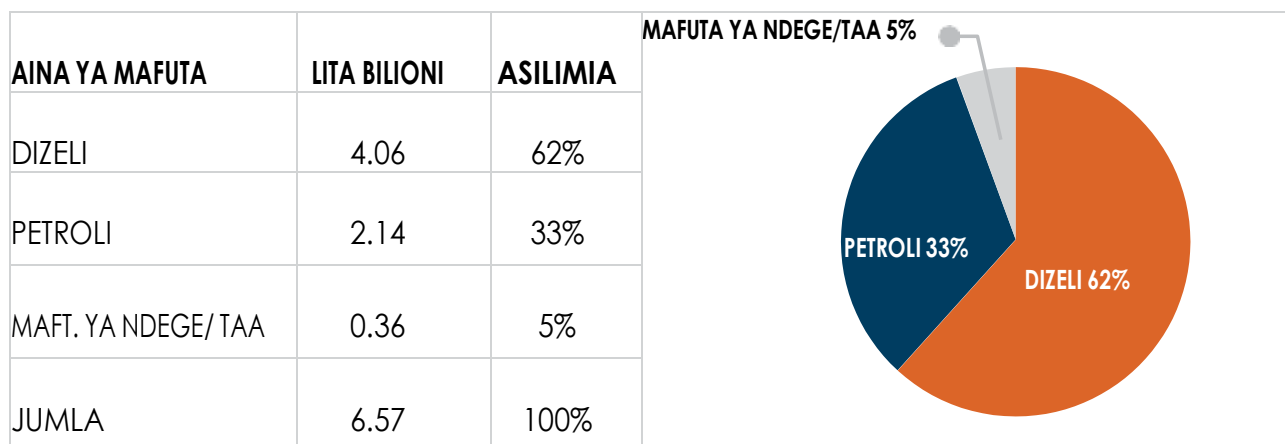 AINA YA MAFUTA LITA BILIONI ASILIMIA
DIZELI 4.06 62%
PETROLI 2.14 33%
MAFT. YA NDEGE/ TAA 0.36 5%
JUMLA 6.57 100%
MAFUTA YA NDEGE/TAA 5%
PETROLI 33%
DIZELI 62%